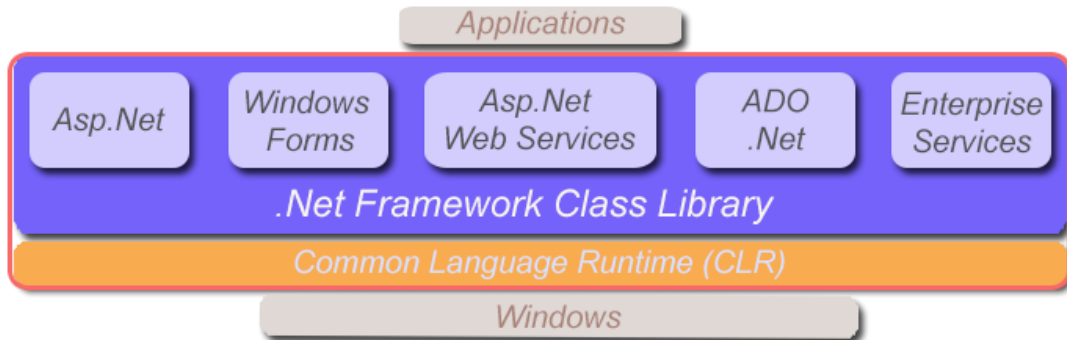 Applications
Asp.Net
Windows
Forms
Asp.Net
Web Services
ADO
.Net
Enterprise
Services
.Net Framework Class Library
Common Language Runtime (CLR)
Windows